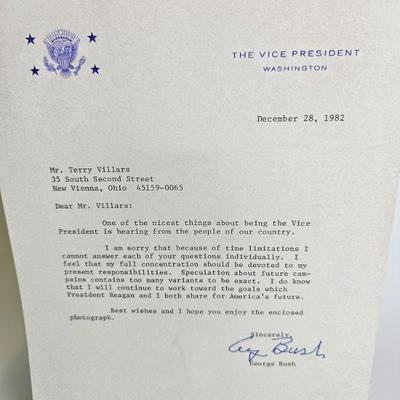 THE VICE PRESIDENT
WASHINGTON
December 28, 1982
Mr. Terry Villars
35 South Second Street
New Vienna, Ohio 45159-0065
Dear Mr. Villars:
One of the nicest things about being the Vice
President is hearing from the people of our country.
I am sorry that because of time limitations I
cannot answer each of your questions individually. I
feel that my full concentration should be devoted to my
present responsibilities. Speculation about future cam-
pains contains too many variants to be exact. I do know
that I will continue to work toward the goals which
President Reagan and I both share for America's future.
Best wishes and I hope you enjoy the enclosed
photograph.
Sincerely,
Bush
George Bush